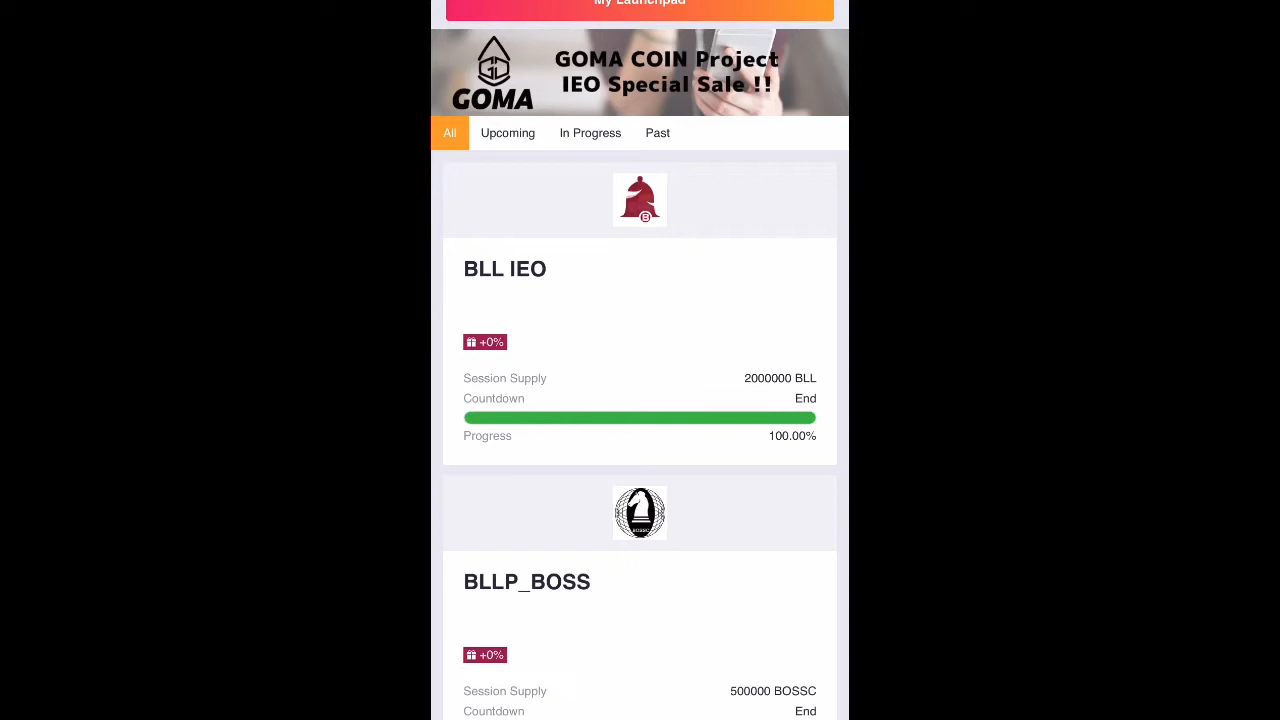 My Launchpad
GOMA COIN Project
IEO Special Sale !!
GOMA
All Upcoming In Progress Past
B
BLL IEO
+0%
Session Supply 2000000 BLL
Countdown End
Progress 100.00%
BOSSC
BLLP_BOSS
+0%
Session Supply 500000 BOSSC
Countdown End